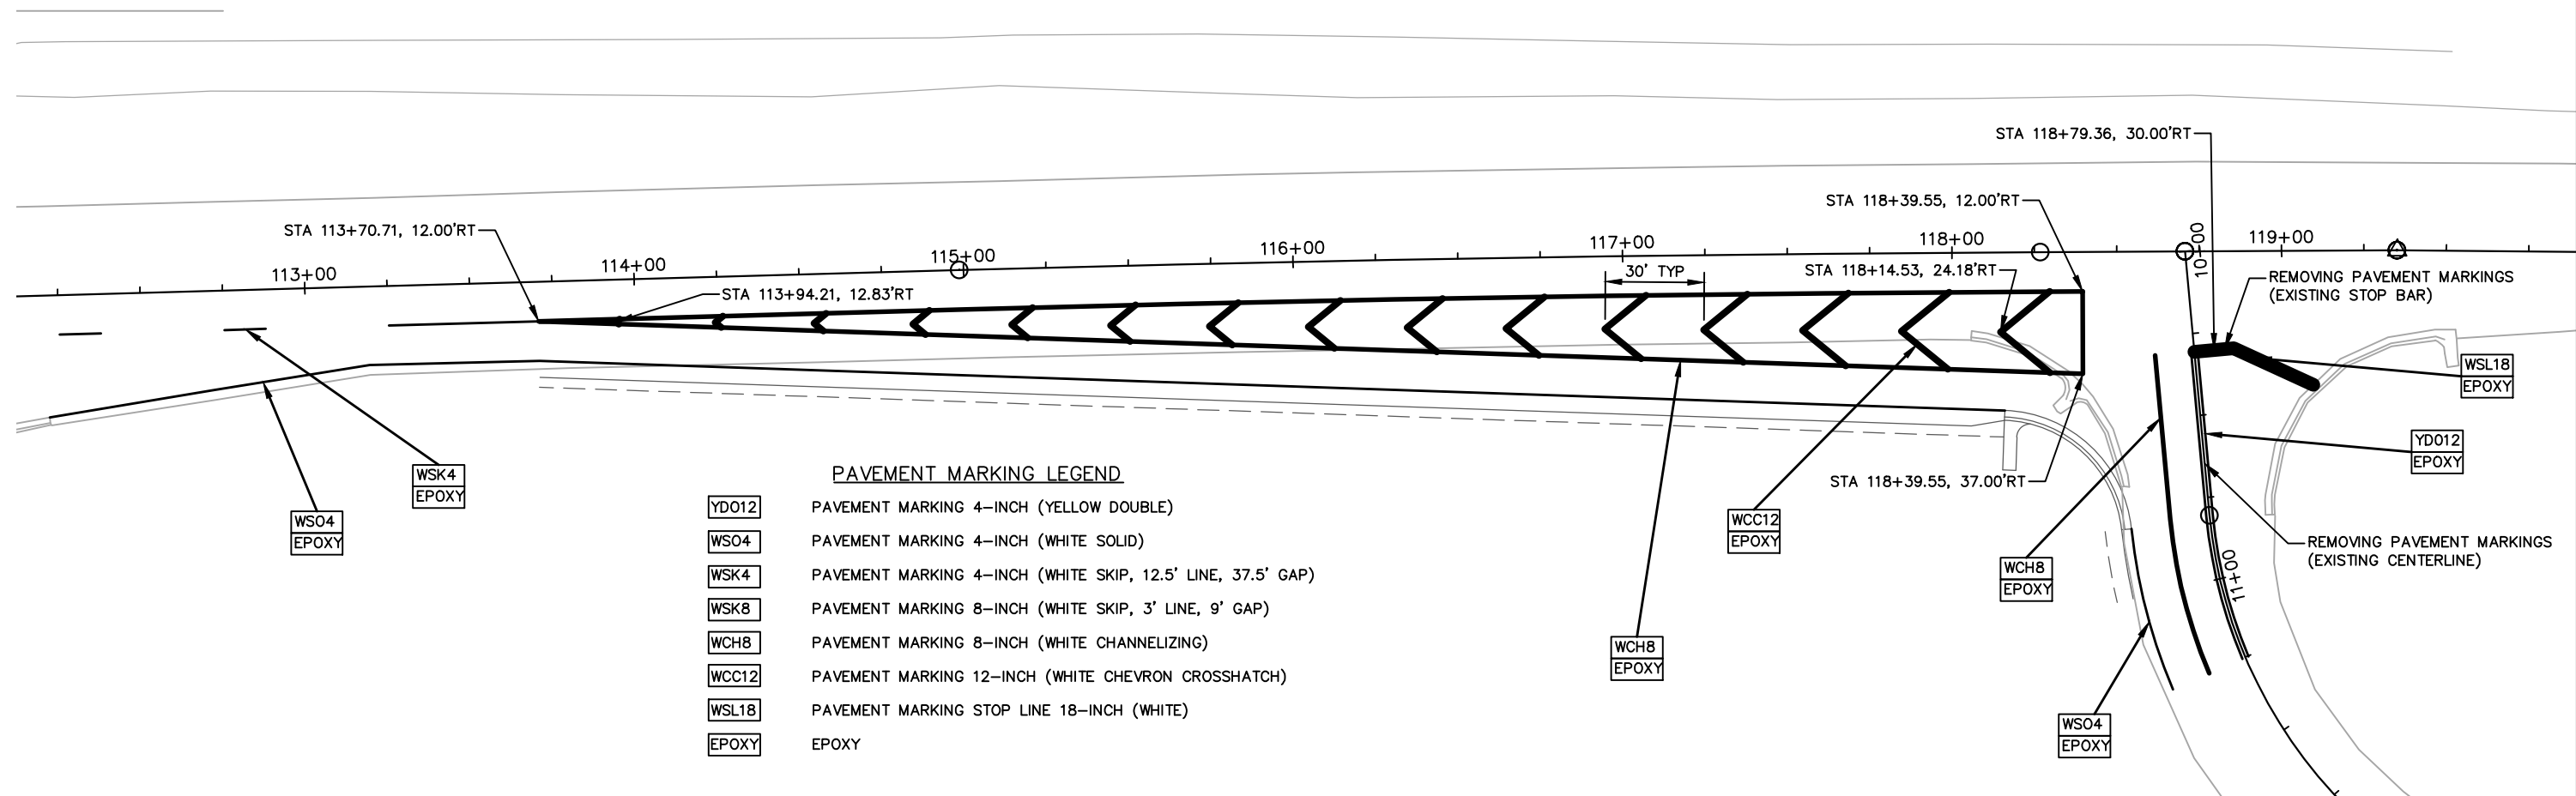 STA 118+79.36, 30.00'RT
STA 118+39.55, 12.00'RT
STA 113+70.71, 12.00'RT
113+00
114+00
115+00
116+00
117+00
118+00
10+00
119+00
30' TYP
STA 118+14.53, 24.18'RT
STA 113+94.21, 12.83'RT
REMOVING PAVEMENT MARKINGS
(EXISTING STOP BAR)
WSL18
EPOXY
YDO12
EPOXY
WSK4
EPOXY
WSO4
EPOXY
STA 118+39.55, 37.00'RT
WCC12
EPOXY
WCH8
EPOXY
REMOVING PAVEMENT MARKINGS
(EXISTING CENTERLINE)
11+00
WCH8
EPOXY
WSO4
EPOXY
PAVEMENT MARKING LEGEND
YDO12 PAVEMENT MARKING 4-INCH (YELLOW DOUBLE)
WSO4 PAVEMENT MARKING 4-INCH (WHITE SOLID)
WSK4 PAVEMENT MARKING 4-INCH (WHITE SKIP, 12.5' LINE, 37.5' GAP)
WSK8 PAVEMENT MARKING 8-INCH (WHITE SKIP, 3' LINE, 9' GAP)
WCH8 PAVEMENT MARKING 8-INCH (WHITE CHANNELIZING)
WCC12 PAVEMENT MARKING 12-INCH (WHITE CHEVRON CROSSHATCH)
WSL18 PAVEMENT MARKING STOP LINE 18-INCH (WHITE)
EPOXY EPOXY